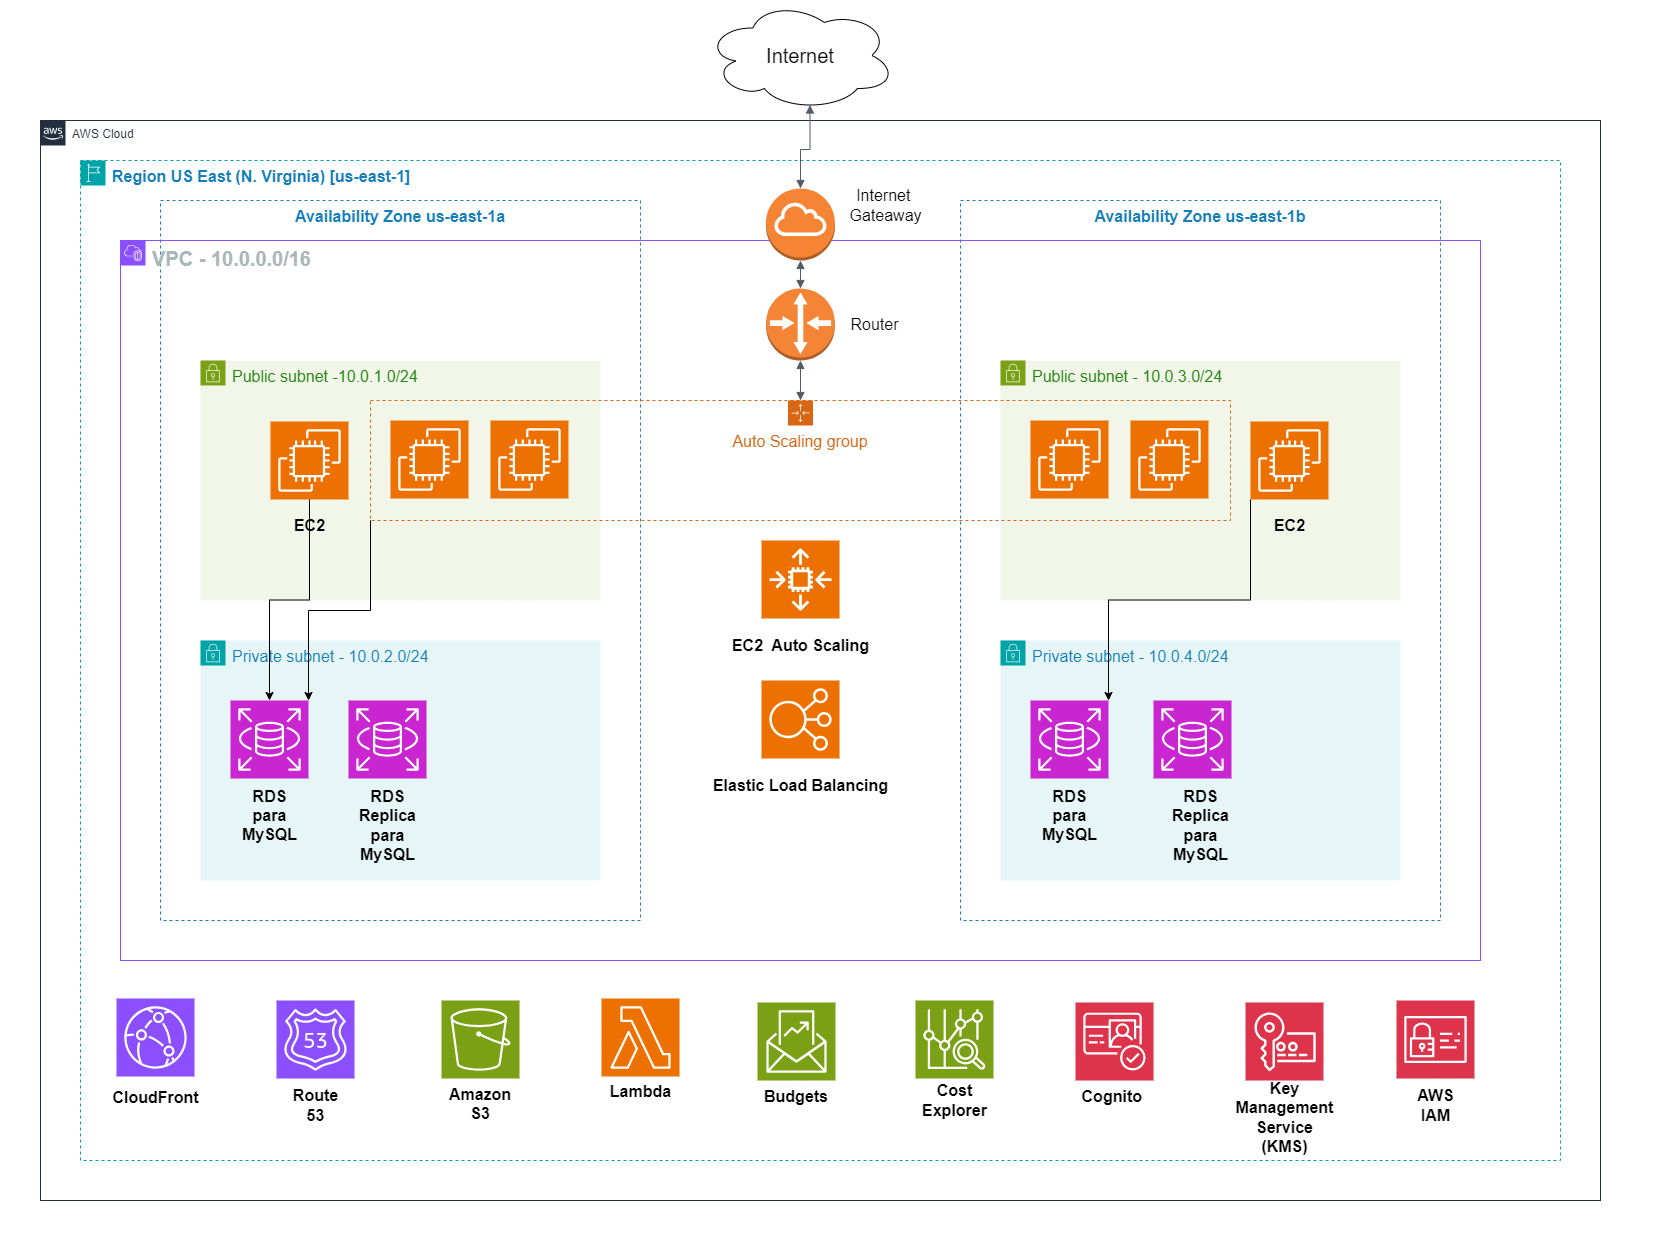 Internet
aws
AWS Cloud
Region US East (N. Virginia) [us-east-1]
Internet
Gateaway
Availability Zone us-east-1a
Availability Zone us-east-1b
VPC - 10.0.0.0/16
Router
Public subnet -10.0.1.0/24
Public subnet - 10.0.3.0/24
Auto Scaling group
EC2
EC2
EC2 Auto Scaling
Private subnet - 10.0.2.0/24
Private subnet - 10.0.4.0/24
Elastic Load Balancing
RDS
para
MySQL
RDS
Replica
para
MySQL
RDS
para
MySQL
RDS
Replica
para
MySQL
CloudFront
53
Route
53
Amazon
S3
Lambda
Budgets
Cost
Explorer
Cognito
Key
Management
Service
(KMS)
AWS
IAM